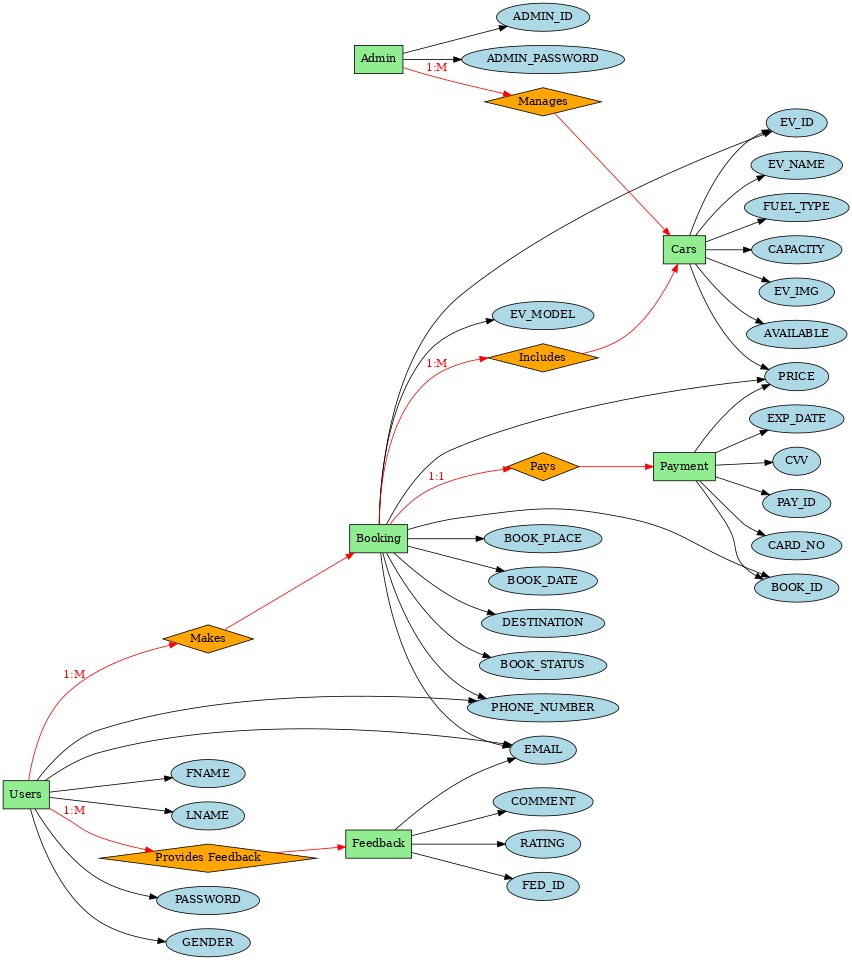 ADMIN_ID
Admin
ADMIN_PASSWORD
1:M
Manages
EV_ID
EV_NAME
FUEL_TYPE
Cars
CAPACITY
EV_IMG
EV_MODEL
AVAILABLE
1:M
Includes
PRICE
EXP_DATE
1:1
Pays
Payment
CVV
PAY_ID
Booking
BOOK_PLACE
CARD_NO
BOOK_DATE
BOOK_ID
DESTINATION
Makes
BOOK_STATUS
1:M
PHONE_NUMBER
EMAIL
FNAME
Users
COMMENT
1:M
LNAME
Feedback
RATING
Provides Feedback
FED_ID
PASSWORD
GENDER